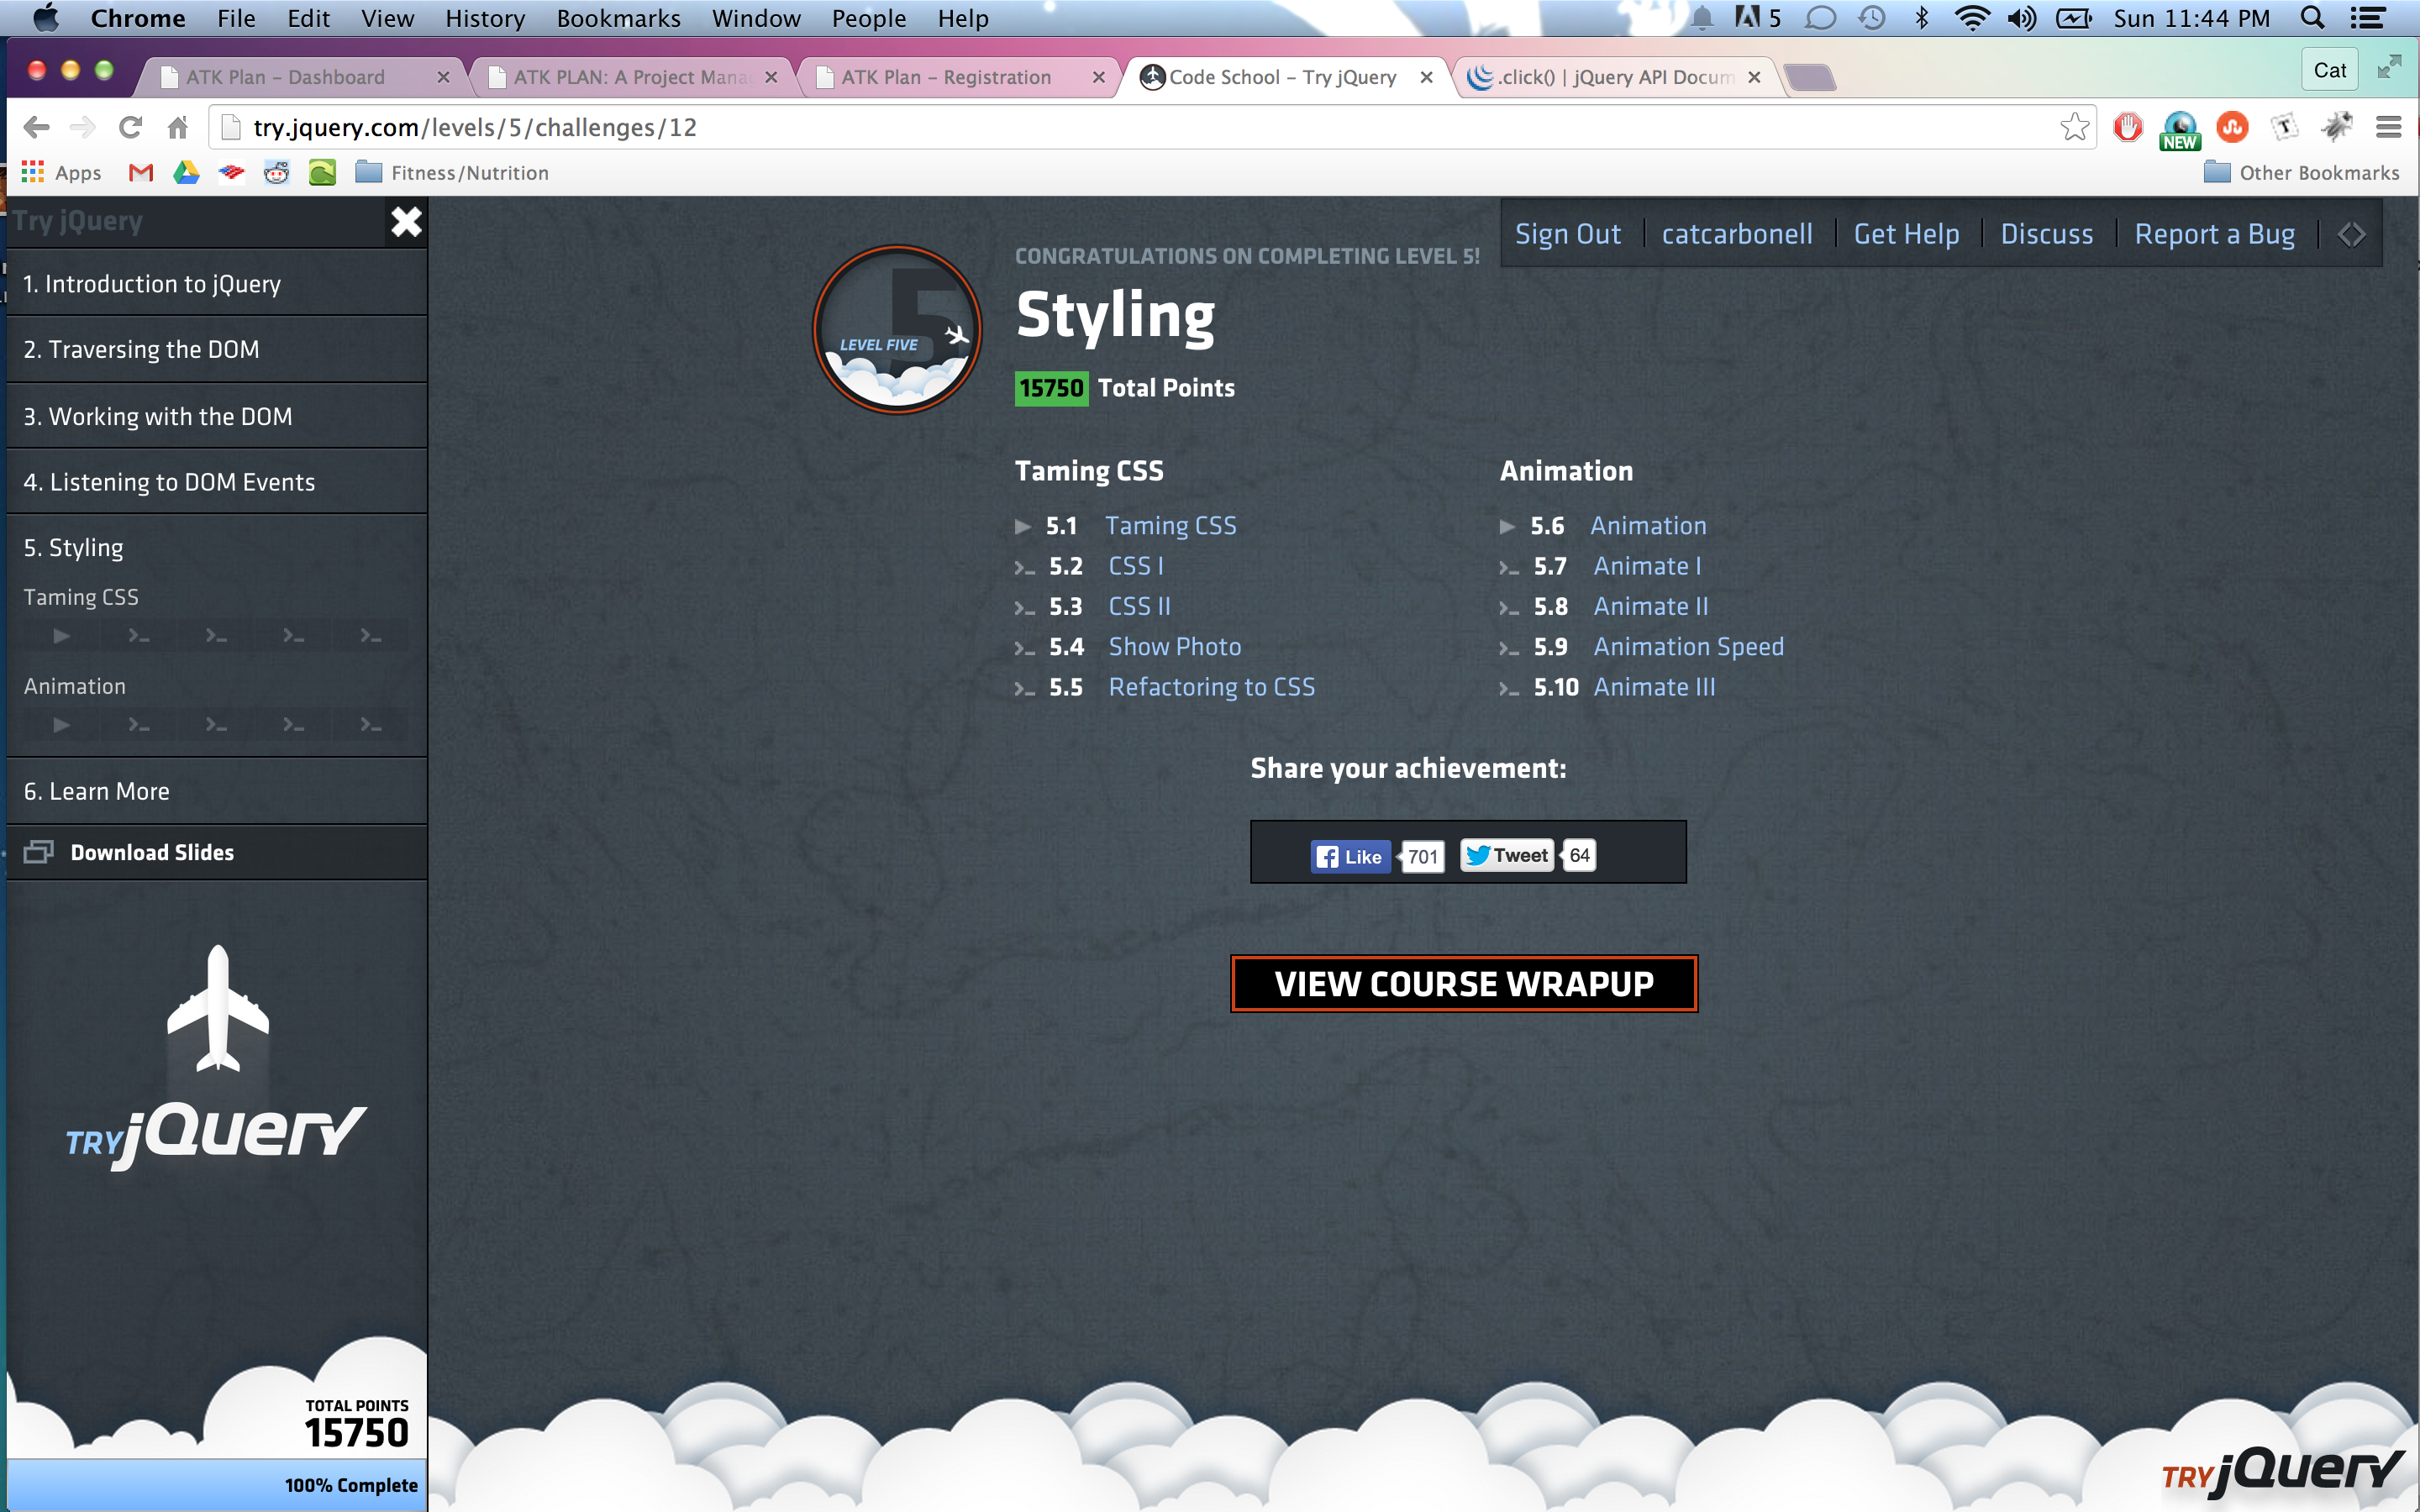 Chrome File Edit View History Bookmarks Window People Help 5 Sun 11:44 PM
ATK Plan – Dashboard ATK PLAN: A Project Mana ATK Plan – Registration Code School – Try jQuery .click() | jQuery API Docum Cat
try.jquery.com/levels/5/challenges/12 NEW
Apps Fitness/Nutrition Other Bookmarks
Try jQuery
1. Introduction to jQuery
2. Traversing the DOM
3. Working with the DOM
4. Listening to DOM Events
5. Styling
Taming CSS
Animation
6. Learn More
Download Slides
TRY jQuery
TOTAL POINTS
15750
100% Complete
Sign Out catcarbonell Get Help Discuss Report a Bug
5
LEVEL FIVE
CONGRATULATIONS ON COMPLETING LEVEL 5!
Styling
15750 Total Points
Taming CSS
5.1 Taming CSS
5.2 CSS I
5.3 CSS II
5.4 Show Photo
5.5 Refactoring to CSS
Animation
5.6 Animation
5.7 Animate I
5.8 Animate II
5.9 Animation Speed
5.10 Animate III
Share your achievement:
Like 701 Tweet 64
VIEW COURSE WRAPUP
TRY jQuery